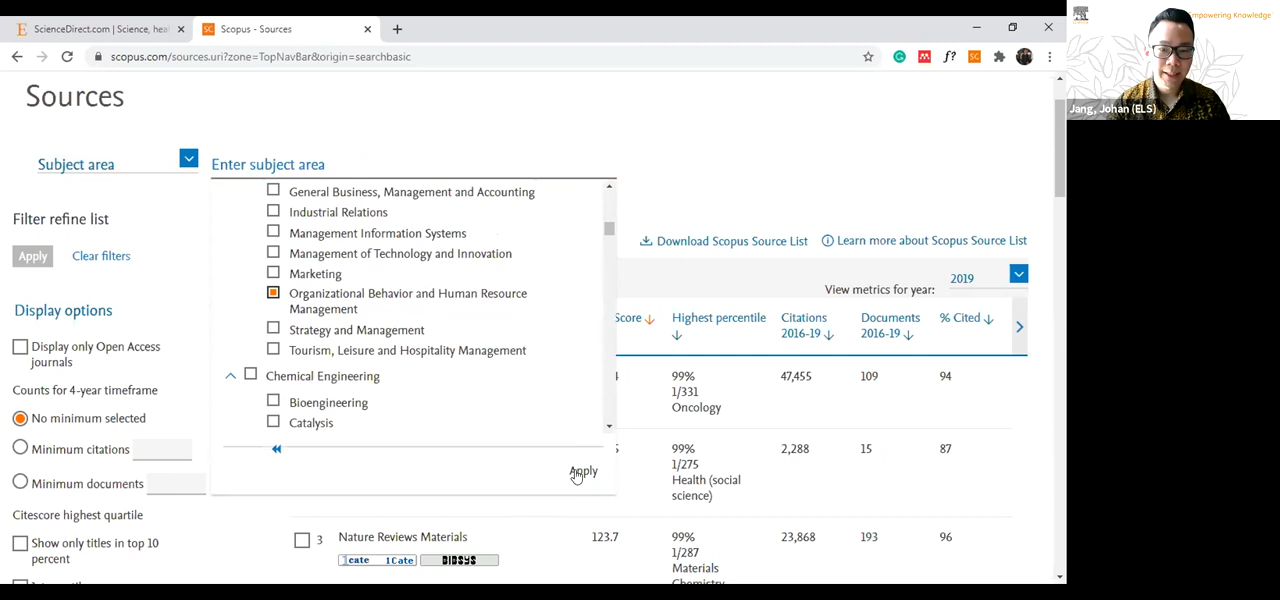 ScienceDirect.com | Science, heal
Scopus - Sources
scopus.com/sources.uri?zone=TopNavBar&origin=searchbasic
Empowering Knowledge
Jang, Johan (ELS)
Sources
Subject area
Enter subject area
General Business, Management and Accounting
Industrial Relations
Management Information Systems
Management of Technology and Innovation
Marketing
Organizational Behavior and Human Resource
Management
Strategy and Management
Tourism, Leisure and Hospitality Management
Chemical Engineering
Bioengineering
Catalysis
Apply
Filter refine list
Apply
Clear filters
Display options
Display only Open Access
journals
Counts for 4-year timeframe
No minimum selected
Minimum citations
Minimum documents
Citescore highest quartile
Show only titles in top 10
percent
Download Scopus Source List
Learn more about Scopus Source List
View metrics for year:
2019
Score
Highest percentile
Citations
2016-19
Documents
2016-19
% Cited
4
99%
1/331
Oncology
47,455
109
94
5
99%
1/275
Health (social
science)
2,288
15
87
3
Nature Reviews Materials
1Cate
123.7
99%
1/287
Materials
Chemistry
23,868
193
96